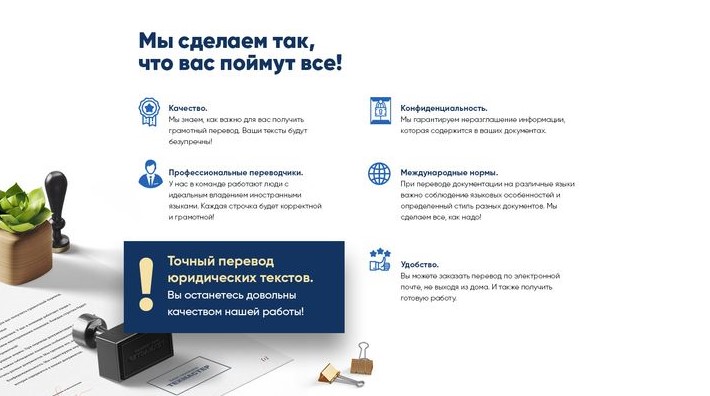 Мы сделаем так,
что вас поймут все!
Качество.
Мы знаем, как важно для вас получить
грамотный перевод. Ваши тексты будут
безупречны!
Профессиональные переводчики.
У нас в команде работают люди с
идеальным владением иностранными
языками. Каждая строчка будет корректной
и грамотной!
Точный перевод
юридических текстов.
Вы останетесь довольны
качеством нашей работы!
Конфиденциальность.
Мы гарантируем неразглашение информации,
которая содержится в ваших документах.
Международные нормы.
При переводе документации на различные языки
важно соблюдение языковых особенностей и
определенный стиль разных документов. Мы
сделаем все, как надо!
Удобство.
Вы можете заказать перевод по электронной
почте, не выходя из дома. И также получить
готовую работу.